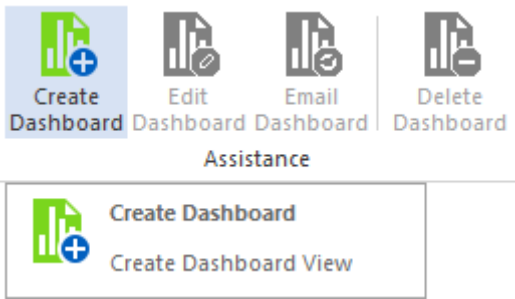 Create Edit Email Delete
Dashboard Dashboard Dashboard Dashboard
Assistance
Create Dashboard
Create Dashboard View